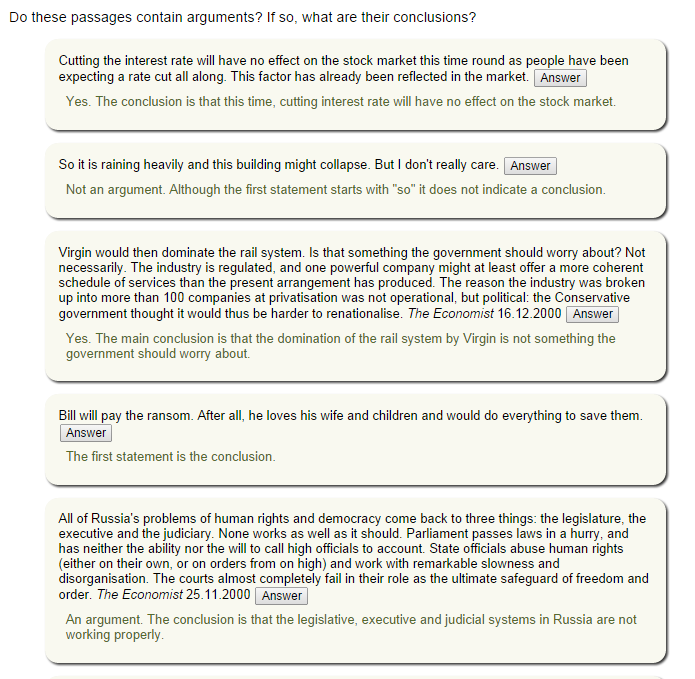 Do these passages contain arguments? If so, what are their conclusions?
Cutting the interest rate will have no effect on the stock market this time round as people have been
expecting a rate cut all along. This factor has already been reflected in the market. Answer
Yes. The conclusion is that this time, cutting interest rate will have no effect on the stock market.
So it is raining heavily and this building might collapse. But I don't really care. Answer
Not an argument. Although the first statement starts with "so" it does not indicate a conclusion.
Virgin would then dominate the rail system. Is that something the government should worry about? Not
necessarily. The industry is regulated, and one powerful company might at least offer a more coherent
schedule of services than the present arrangement has produced. The reason the industry was broken
up into more than 100 companies at privatisation was not operational, but political: the Conservative
government thought it would thus be harder to renationalise. The Economist 16.12.2000 Answer
Yes. The main conclusion is that the domination of the rail system by Virgin is not something the
government should worry about.
Bill will pay the ransom. After all, he loves his wife and children and would do everything to save them.
Answer
The first statement is the conclusion.
All of Russia's problems of human rights and democracy come back to three things: the legislature, the
executive and the judiciary. None works as well as it should. Parliament passes laws in a hurry, and
has neither the ability nor the will to call high officials to account. State officials abuse human rights
(either on their own, or on orders from on high) and work with remarkable slowness and
disorganisation. The courts almost completely fail in their role as the ultimate safeguard of freedom and
order. The Economist 25.11.2000 Answer
An argument. The conclusion is that the legislative, executive and judicial systems in Russia are not
working properly.